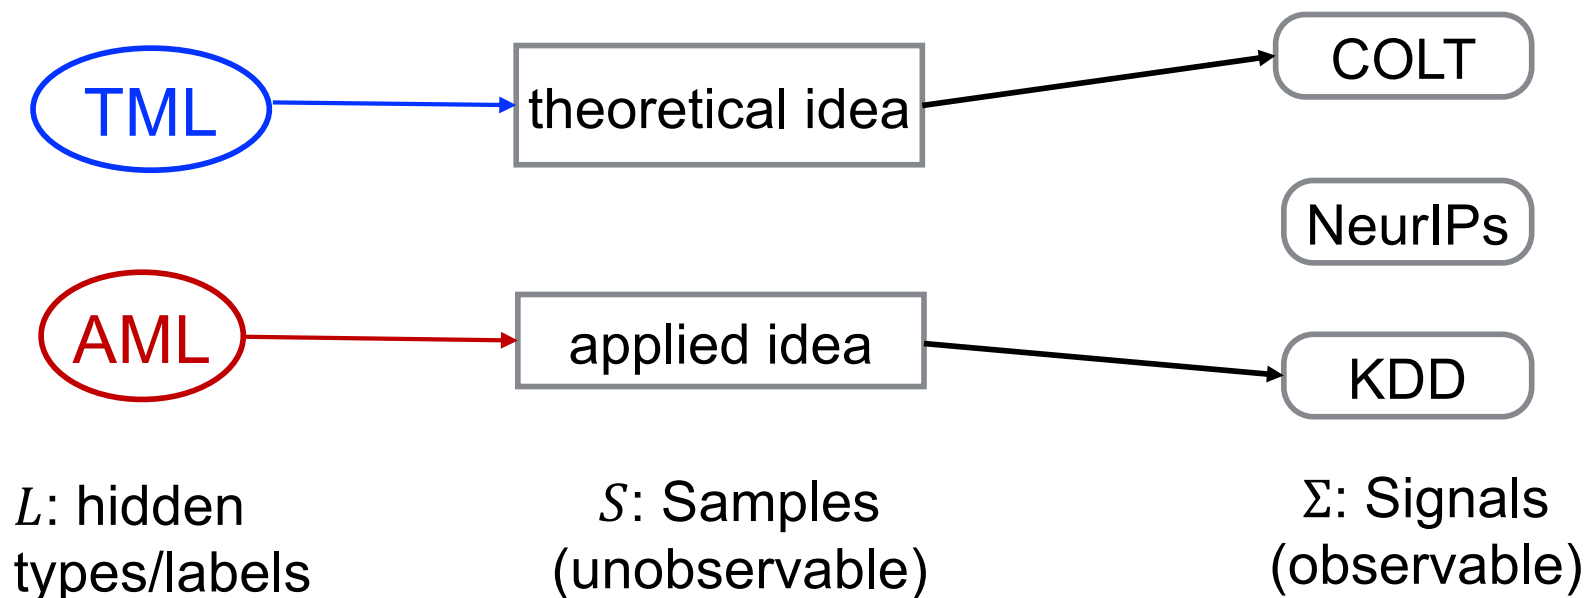 TML
theoretical idea
COLT
NeurIPs
AML
applied idea
KDD
L: hidden
types/labels
S: Samples
(unobservable)
Σ: Signals
(observable)